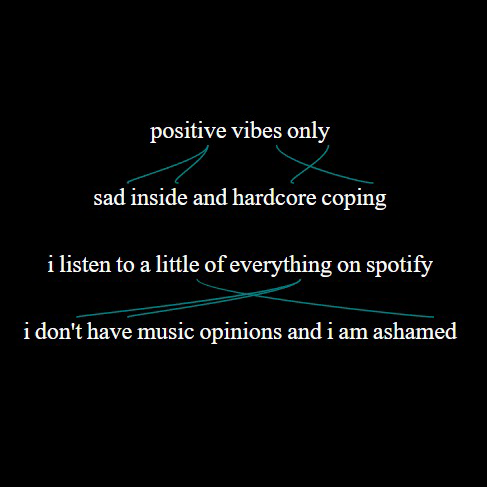 positive vibes only
sad inside and hardcore coping
i listen to a little of everything on spotify
i don't have music opinions and i am ashamed